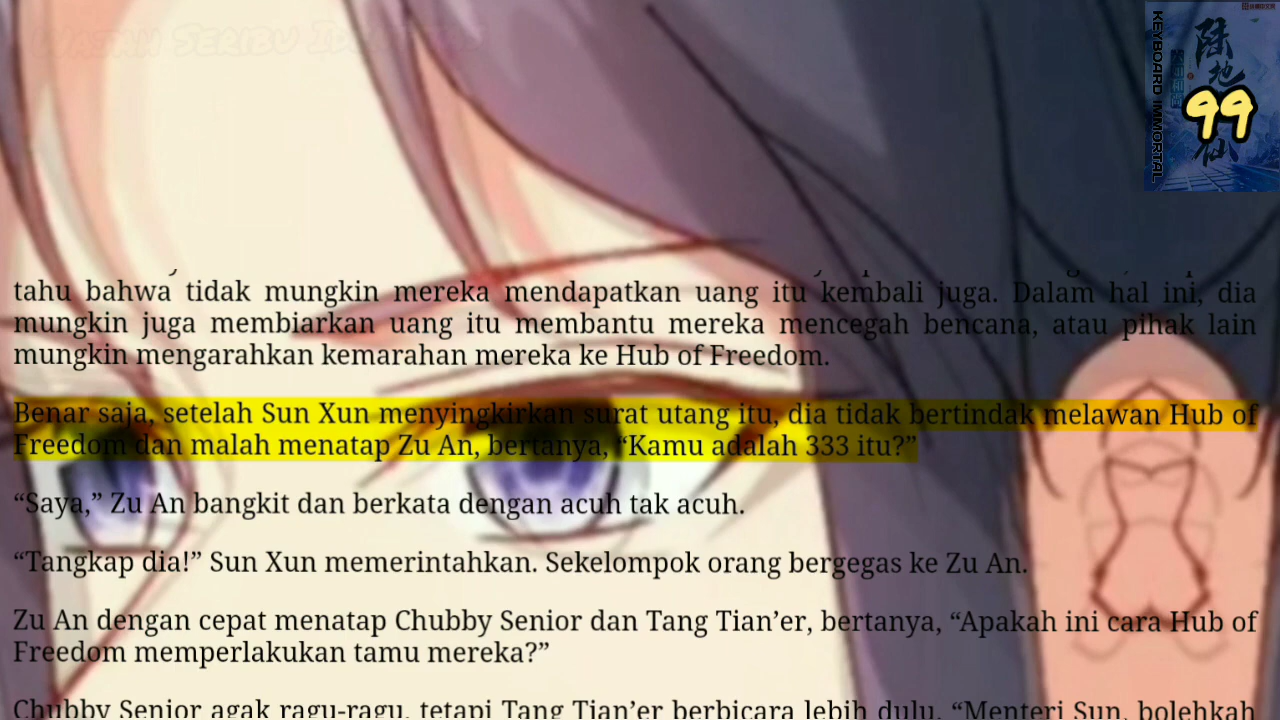 陆地
键盘
仙
KEYBOARD IMMORTAL
99
tahu bahwa tidak mungkin mereka mendapatkan uang itu kembali juga. Dalam hal ini, dia
mungkin juga membiarkan uang itu membantu mereka mencegah bencana, atau pihak lain
mungkin mengarahkan kemarahan mereka ke Hub of Freedom.
Benar saja, setelah Sun Xun menyingkirkan surat utang itu, dia tidak bertindak melawan Hub of
Freedom dan malah menatap Zu An, bertanya, “Kamu adalah 333 itu?”
“Saya,” Zu An bangkit dan berkata dengan acuh tak acuh.
“Tangkap dia!” Sun Xun memerintahkan. Sekelompok orang bergegas ke Zu An.
Zu An dengan cepat menatap Chubby Senior dan Tang Tian’er, bertanya, “Apakah ini cara Hub of
Freedom memperlakukan tamu mereka?”
Chubby Senior agak ragu-ragu, tetapi Tang Tian’er berbicara lebih dulu, “Menteri Sun, bolehkah